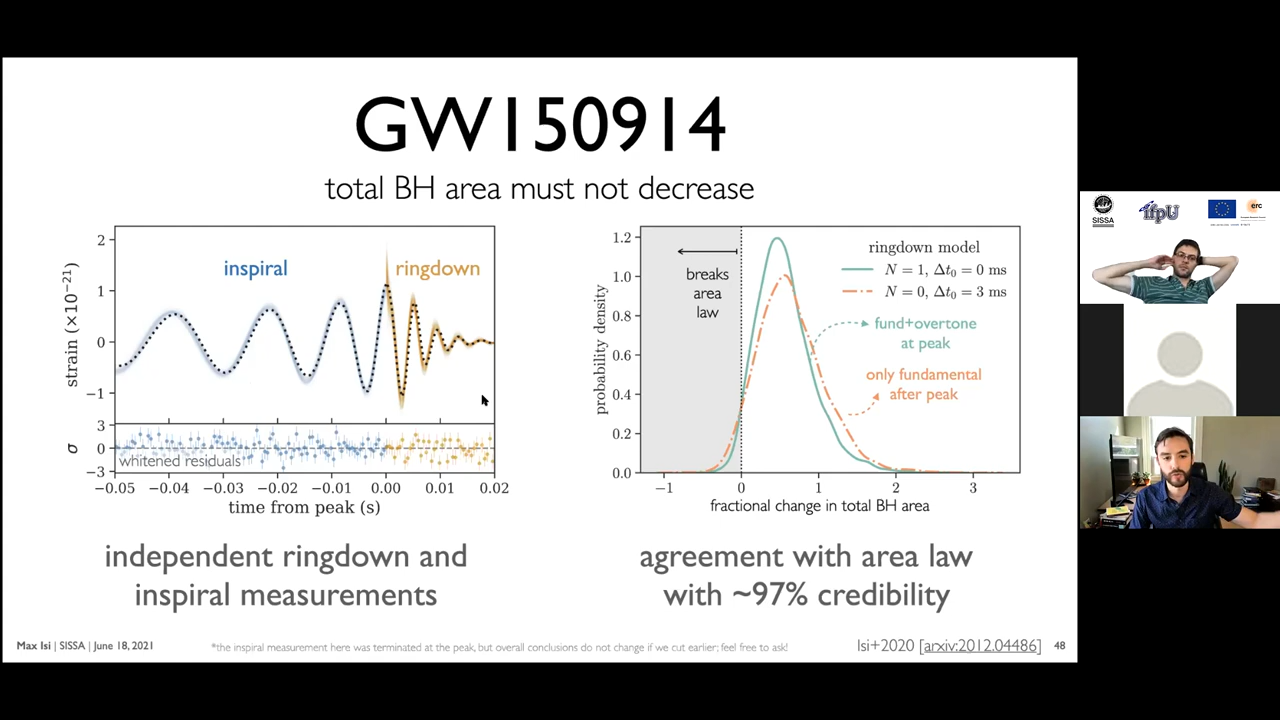 GW150914
total BH area must not decrease
inspiral
ringdown
strain (×10⁻²¹)
2
1
0
−1
3
0
−3
σ
whitened residuals
−0.05 −0.04 −0.03 −0.02 −0.01 0.00 0.01 0.02
time from peak (s)
independent ringdown and
inspiral measurements
probability density
1.2
1.0
0.8
0.6
0.4
0.2
0.0
breaks
area
law
ringdown model
N = 1, Δt₀ = 0 ms
N = 0, Δt₀ = 3 ms
fund+overtone
at peak
only fundamental
after peak
−1 0 1 2 3
fractional change in total BH area
agreement with area law
with ~97% credibility
Max Isi | SISSA | June 18, 2021
*the inspiral measurement here was terminated at the peak, but overall conclusions do not change if we cut earlier; feel free to ask!
Isi+2020 [arxiv:2012.04486]
48
SISSA
ifpU
erc